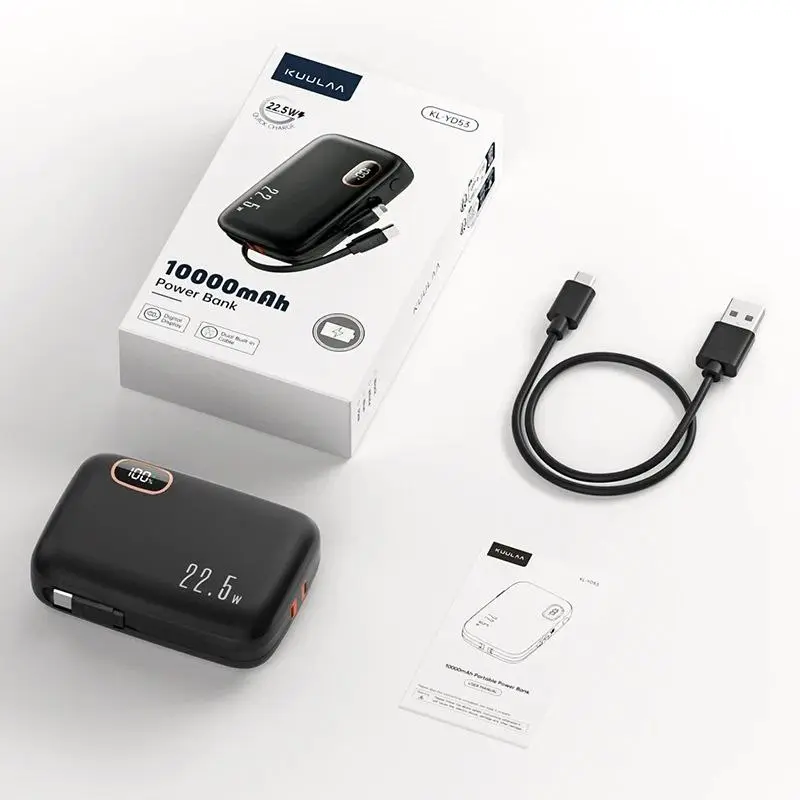 KUULAA
22.5W
QUICK CHARGE
KL-YD53
100
22.5W
10000mAh
Power Bank
Digital
Display
Dual Built-in
Cable
KUULAA
100%
22.5W
KUULAA
KL-YD53
10000mAh Portable Power Bank
USER MANUAL